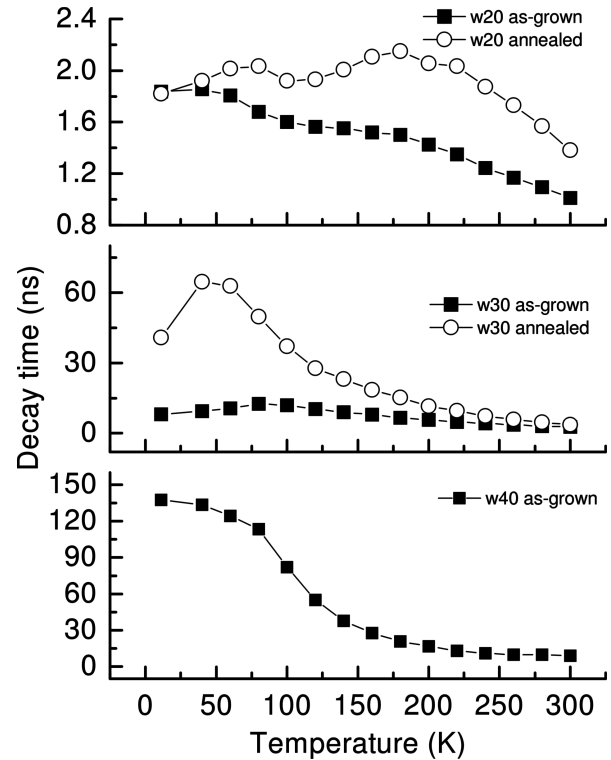 2.4
2.0
1.6
1.2
0.8
w20 as-grown
w20 annealed
60
30
0
w30 as-grown
w30 annealed
150
120
90
60
30
0
w40 as-grown
Decay time (ns)
0 50 100 150 200 250 300
Temperature (K)